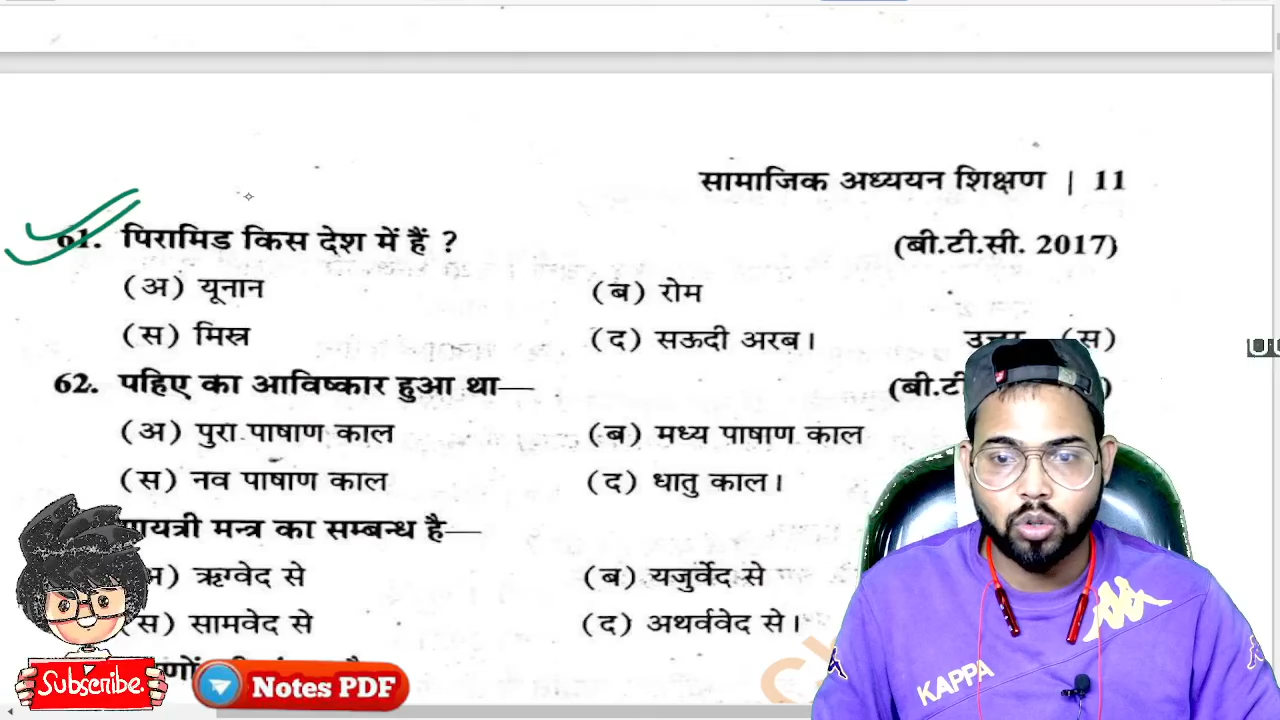 सामाजिक अध्ययन शिक्षण | 11
61. पिरामिड किस देश में हैं ? (बी.टी.सी. 2017)
(अ) यूनान (ब) रोम
(स) मिस्र (द) सऊदी अरब। (स)
62. पहिए का आविष्कार हुआ था—
(अ) पुरा पाषाण काल (ब) मध्य पाषाण काल
(स) नव पाषाण काल (द) धातु काल।
मन्त्र का सम्बन्ध है—
ऋग्वेद से (ब) यजुर्वेद से
(स) सामवेद से (द) अथर्ववेद से।
Subscribe.
Notes PDF
KAPPA